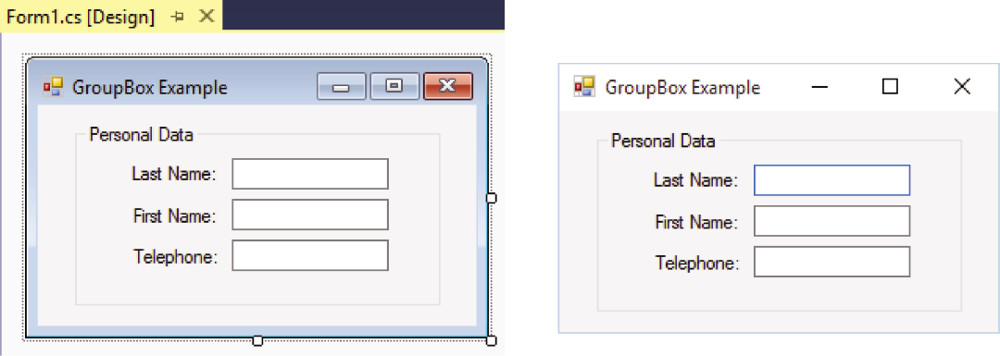 Form1.cs [Design]
GroupBox Example
Personal Data
Last Name:
First Name:
Telephone:
GroupBox Example
Personal Data
Last Name:
First Name:
Telephone: